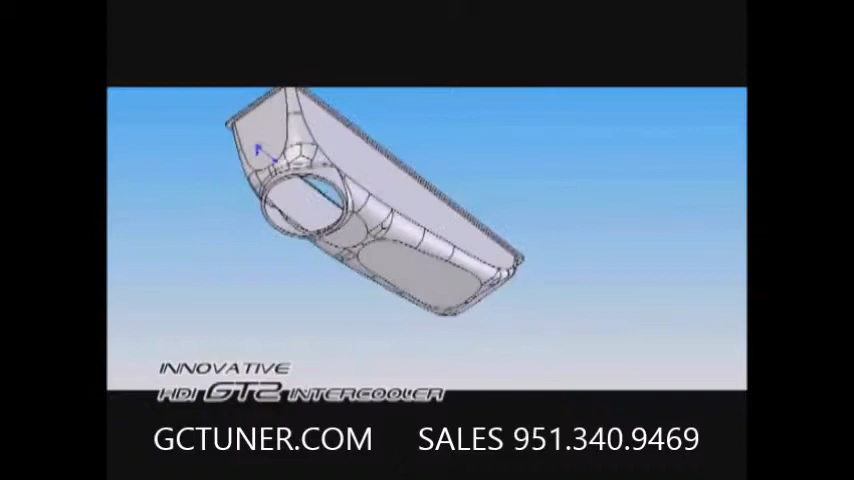 INNOVATIVE
HDI GT2 INTERCOOLER
GCTUNER.COM SALES 951.340.9469